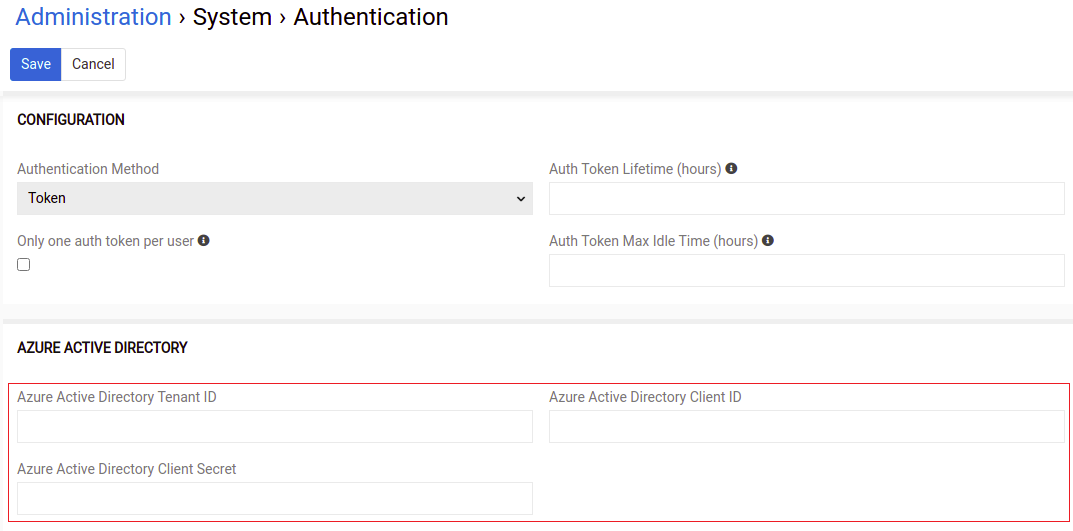 Administration › System › Authentication
Save Cancel
CONFIGURATION
Authentication Method
Auth Token Lifetime (hours)
Token
Only one auth token per user
Auth Token Max Idle Time (hours)
AZURE ACTIVE DIRECTORY
Azure Active Directory Tenant ID
Azure Active Directory Client ID
Azure Active Directory Client Secret